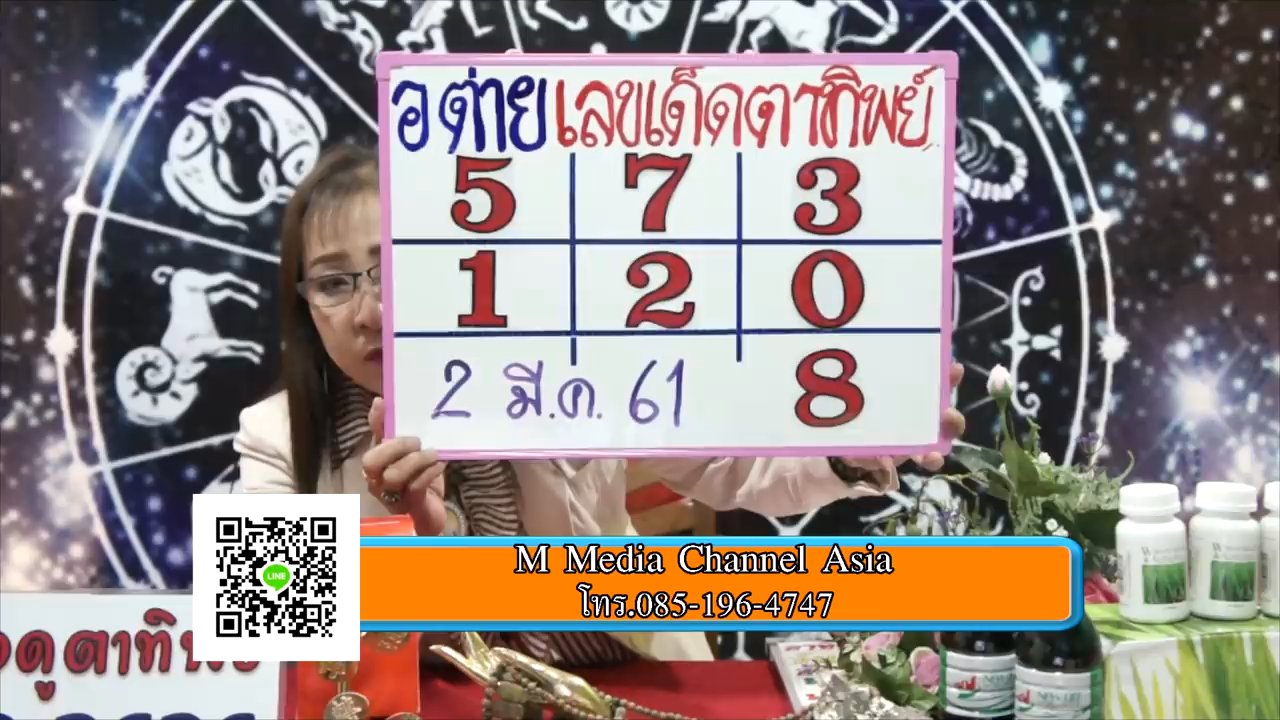 อ ต่าย เลขเด็ดตาทิพย์
5 7 3
1 2 0
8
2 มี.ค. 61
LINE
M Media Channel Asia
โทร.085-196-4747